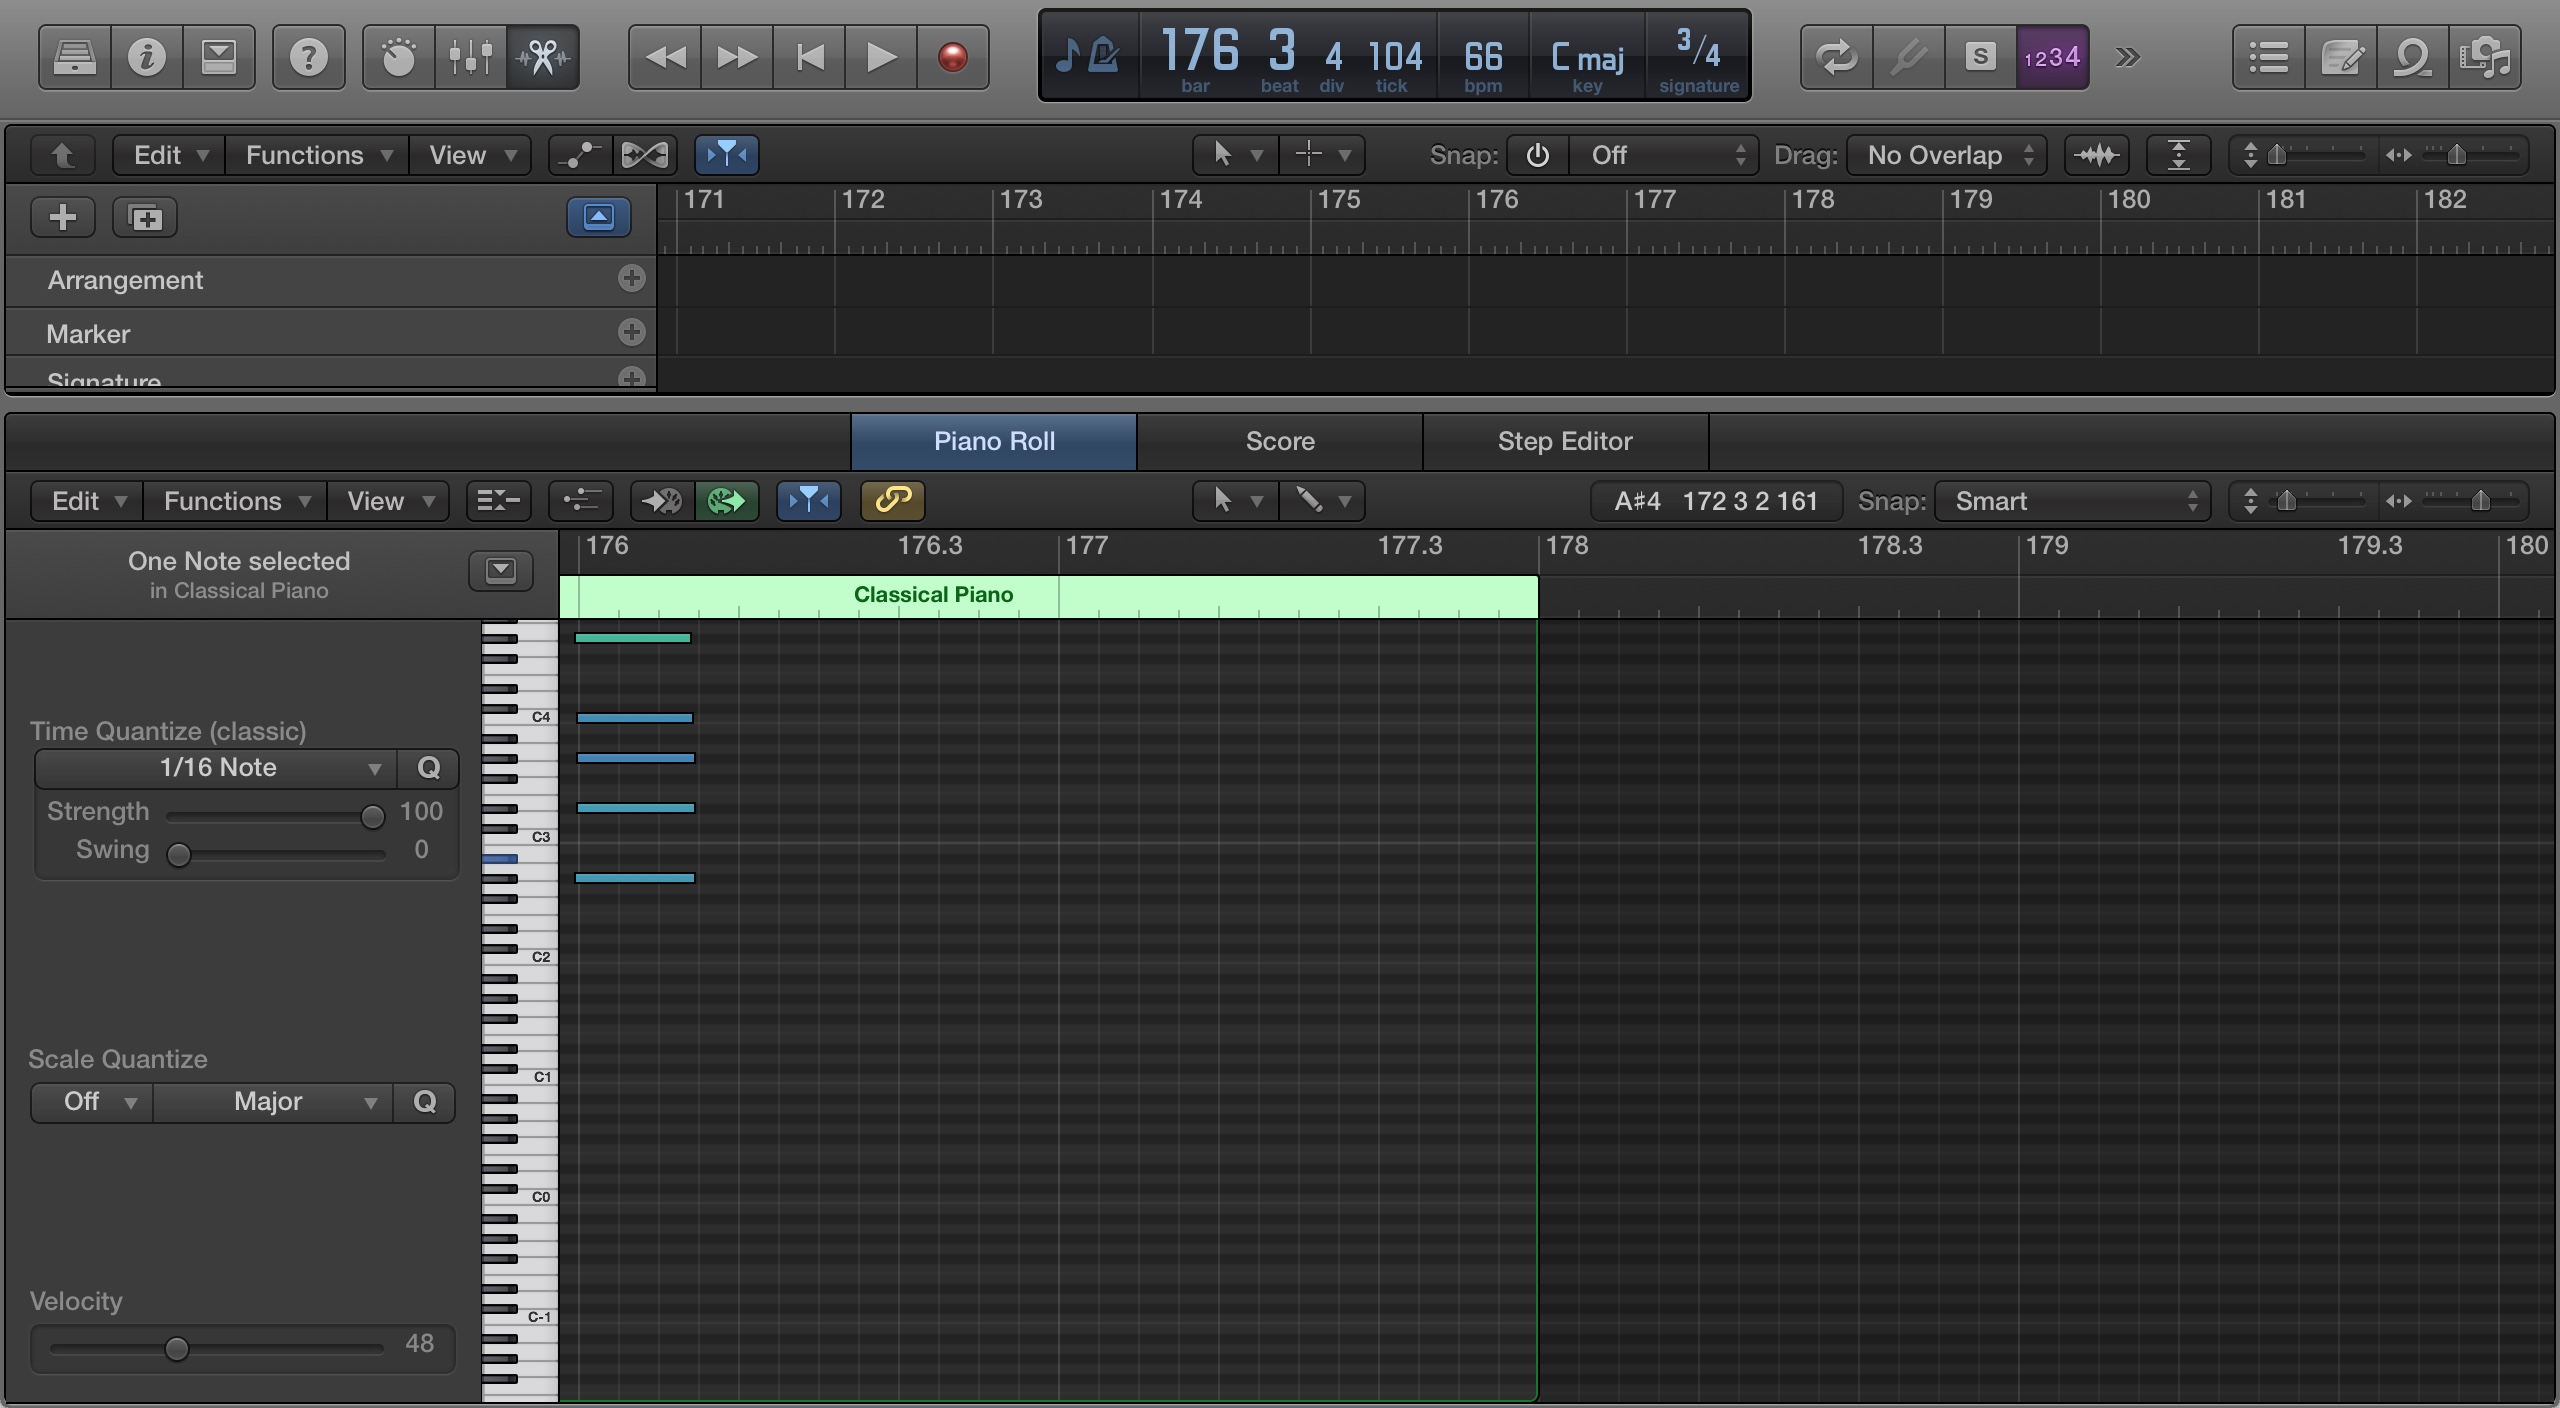 176 3 4 104 66 C maj 3/4
bar beat div tick bpm key signature
S 1234
Edit Functions View Snap: Off Drag: No Overlap
171 172 173 174 175 176 177 178 179 180 181 182
Arrangement
Marker
Signature
Piano Roll Score Step Editor
Edit Functions View A♯4 172 3 2 161 Snap: Smart
One Note selected
in Classical Piano
176 176.3 177 177.3 178 178.3 179 179.3 180
Classical Piano
Time Quantize (classic)
1/16 Note Q
Strength 100
Swing 0
Scale Quantize
Off Major Q
Velocity
48
C4
C3
C2
C1
C0
C-1